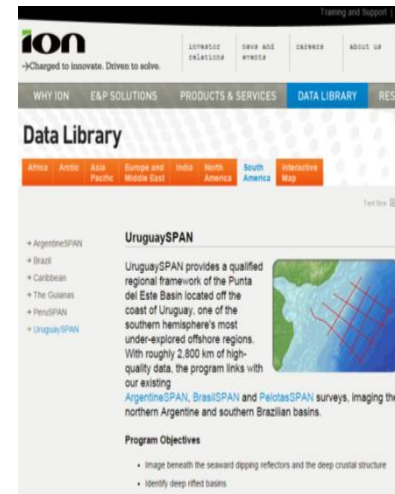 Training and Support |
ion
Charged to innovate. Driven to solve.
investor relations
news and events
careers
about us
WHY ION E&P SOLUTIONS PRODUCTS & SERVICES DATA LIBRARY RES
Data Library
Africa
Arctic
Asia Pacific
Europe and Middle East
India
North America
South America
Interactive Map
Text Size
ArgentineSPAN
Brazil
Caribbean
The Guianas
PeruSPAN
UruguaySPAN
UruguaySPAN
UruguaySPAN provides a qualified
regional framework of the Punta
del Este Basin located off the
coast of Uruguay, one of the
southern hemisphere's most
under-explored offshore regions.
With roughly 2,800 km of high-
quality data, the program links with
our existing
ArgentineSPAN, BrasilSPAN and PelotasSPAN surveys, imaging the
northern Argentine and southern Brazilian basins.
Program Objectives
• Image beneath the seaward dipping reflectors and the deep crustal structure
• Identify deep rifted basins